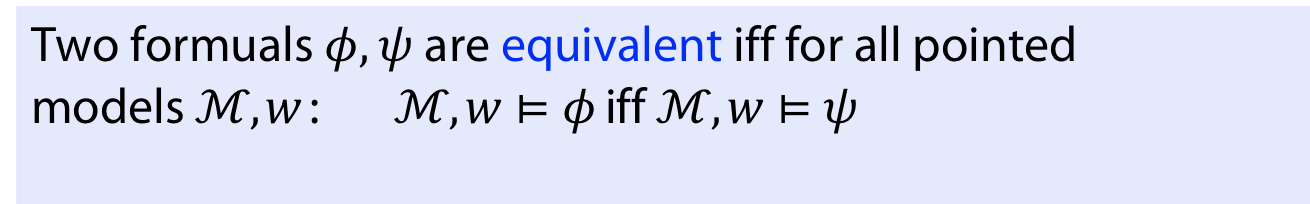 Two formuals ϕ, ψ are equivalent iff for all pointed
models ℳ,w: ℳ,w ⊨ ϕ iff ℳ,w ⊨ ψ